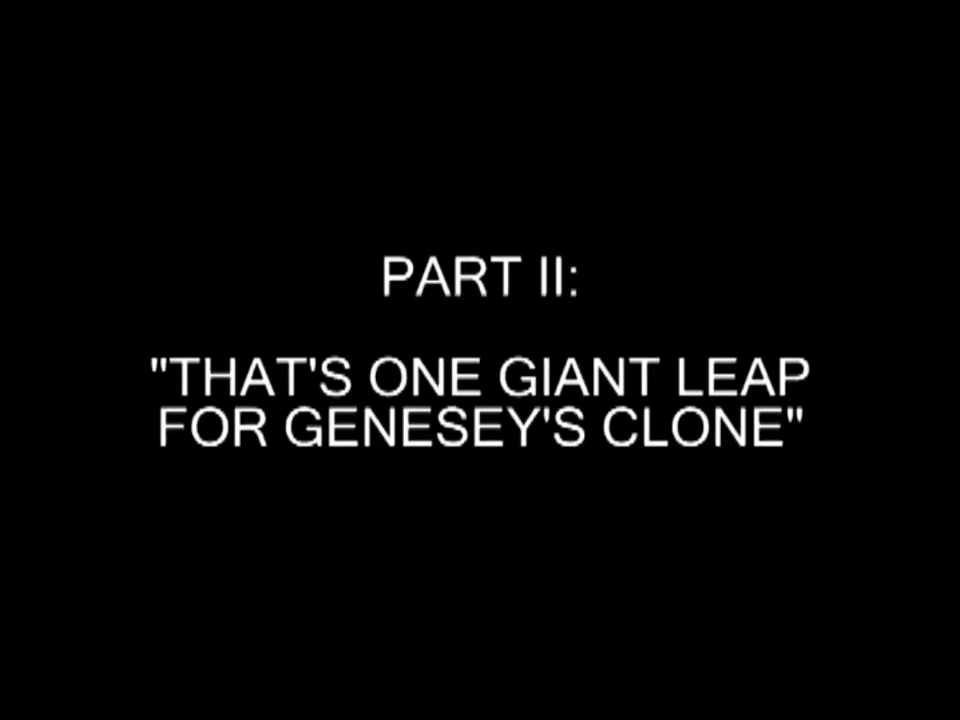 PART II:
"THAT'S ONE GIANT LEAP
FOR GENESEY'S CLONE"